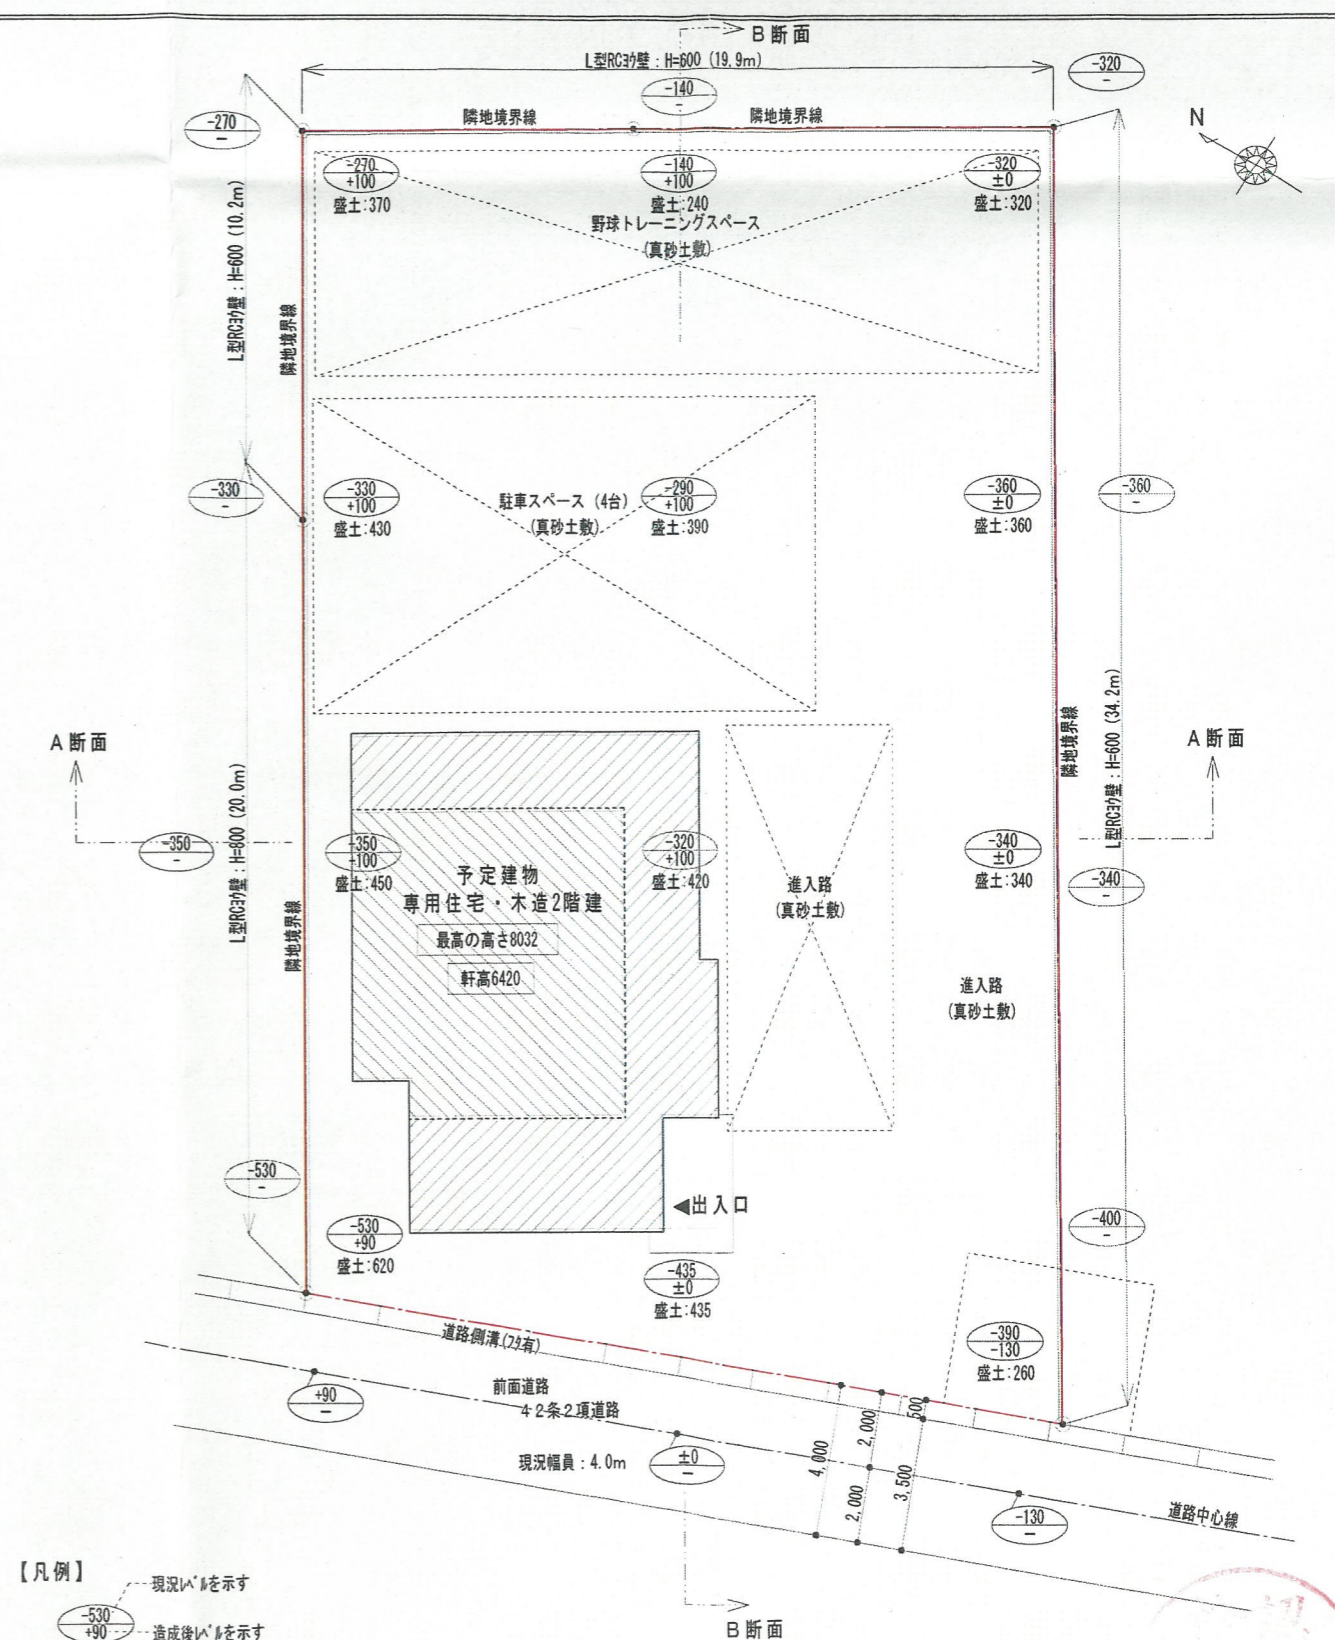 B断面
L型RCヨウ壁：H=600 (19.9m)
-320
-
-140
-
-270
-
隣地境界線
隣地境界線
N
-270
+100
盛土:370
-140
+100
盛土:240
-320
±0
盛土:320
野球トレーニングスペース
(真砂土敷)
L型RCヨウ壁：H=600 (10.2m)
隣地境界線
-330
-
-330
+100
盛土:430
駐車スペース (4台)
(真砂土敷)
-290
+100
盛土:390
-360
±0
盛土:360
-360
-
A断面
A断面
L型RCヨウ壁：H=800 (20.0m)
隣地境界線
隣地境界線
L型RCヨウ壁：H=600 (34.2m)
-350
-
-350
+100
盛土:450
-320
+100
盛土:420
-340
±0
盛土:340
-340
-
予定建物
専用住宅・木造2階建
最高の高さ8032
軒高6420
進入路
(真砂土敷)
進入路
(真砂土敷)
-530
-
-530
+90
盛土:620
◀出入口
-435
±0
盛土:435
-400
-
-390
-130
盛土:260
道路側溝(フタ有)
前面道路
42条2項道路
現況幅員：4.0m
+90
-
±0
-
-130
-
4,000
2,000
2,000
500
3,500
道路中心線
B断面
【凡例】
現況レベルを示す
-530
+90
造成後レベルを示す